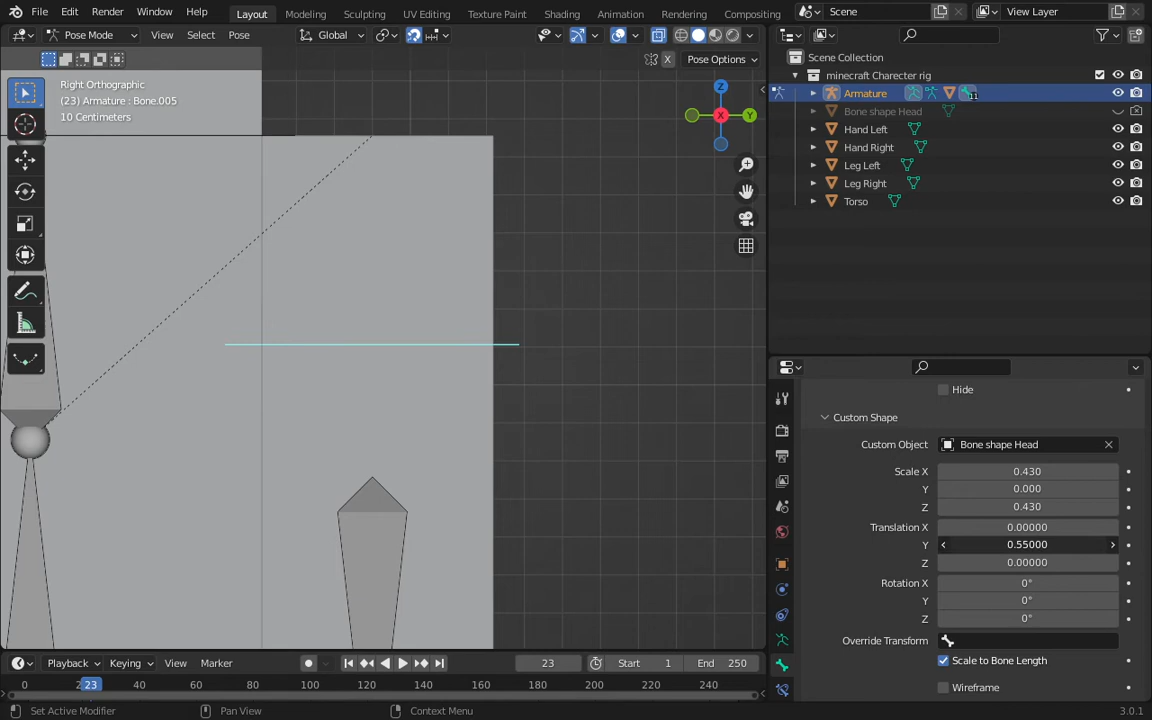 File Edit Render Window Help Layout Modeling Sculpting UV Editing Texture Paint Shading Animation Rendering Compositing Scene View Layer
Pose Mode View Select Pose Global
X Pose Options
Right Orthographic
(23) Armature : Bone.005
10 Centimeters
Z
X
Y
Scene Collection
minecraft Charecter rig
Armature 11
Bone shape Head
Hand Left
Hand Right
Leg Left
Leg Right
Torso
Hide
Custom Shape
Custom Object Bone shape Head
Scale X 0.430
Y 0.000
Z 0.430
Translation X 0.00000
Y 0.55000
Z 0.00000
Rotation X 0°
Y 0°
Z 0°
Override Transform
Scale to Bone Length
Wireframe
Playback Keying View Marker 23 Start 1 End 250
0 23 40 60 80 100 120 140 160 180 200 220 240
Set Active Modifier Pan View Context Menu 3.0.1